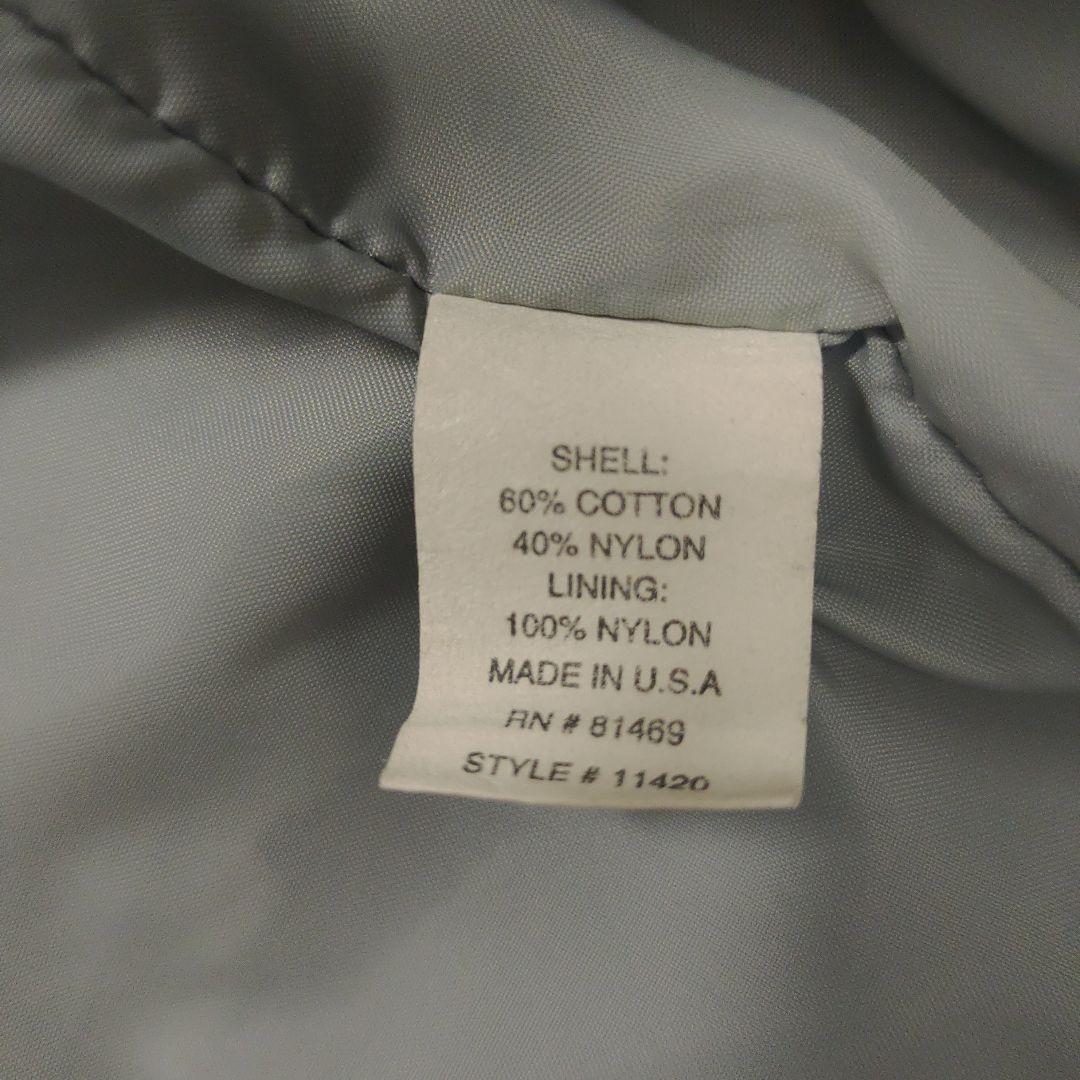 SHELL:
60% COTTON
40% NYLON
LINING:
100% NYLON
MADE IN U.S.A
RN # 81469
STYLE # 11420